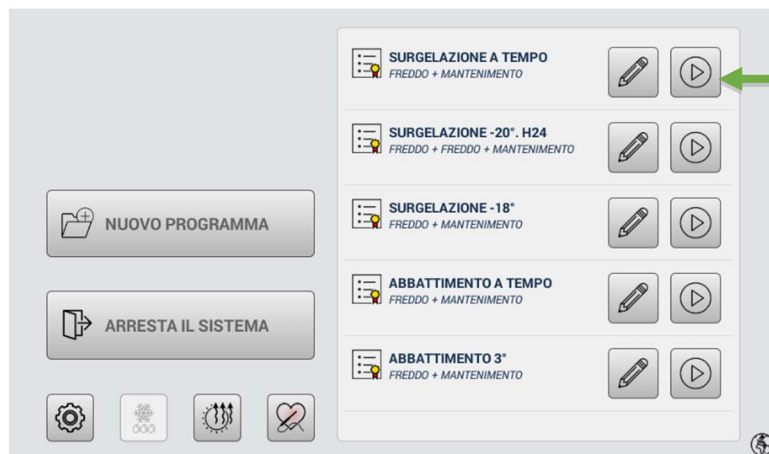 SURGELAZIONE A TEMPO
FREDDO + MANTENIMENTO
SURGELAZIONE -20°. H24
FREDDO + FREDDO + MANTENIMENTO
SURGELAZIONE -18°
FREDDO + MANTENIMENTO
ABBATTIMENTO A TEMPO
FREDDO + MANTENIMENTO
ABBATTIMENTO 3°
FREDDO + MANTENIMENTO
NUOVO PROGRAMMA
ARRESTA IL SISTEMA